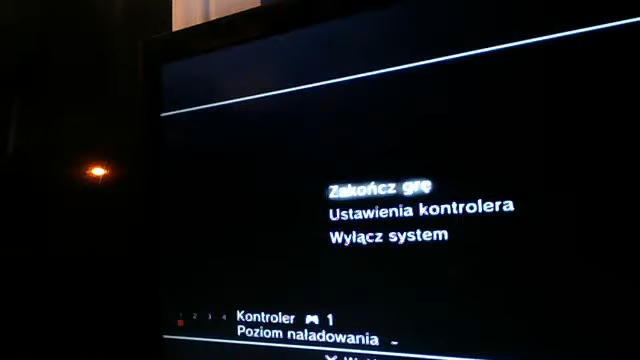 Zakończ grę
Ustawienia kontrolera
Wyłącz system
1 2 3 4 Kontroler 1
Poziom naładowania -